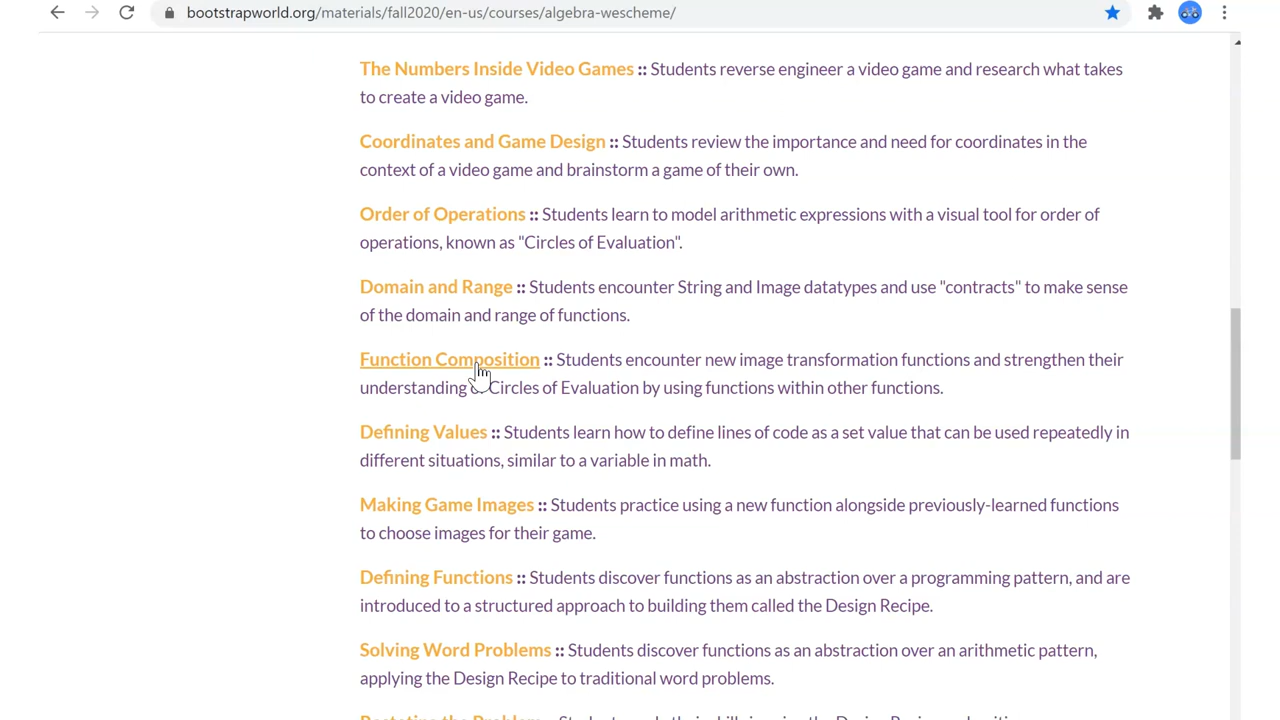 bootstrapworld.org/materials/fall2020/en-us/courses/algebra-wescheme/
The Numbers Inside Video Games :: Students reverse engineer a video game and research what takes
to create a video game.
Coordinates and Game Design :: Students review the importance and need for coordinates in the
context of a video game and brainstorm a game of their own.
Order of Operations :: Students learn to model arithmetic expressions with a visual tool for order of
operations, known as "Circles of Evaluation".
Domain and Range :: Students encounter String and Image datatypes and use "contracts" to make sense
of the domain and range of functions.
Function Composition :: Students encounter new image transformation functions and strengthen their
understanding Circles of Evaluation by using functions within other functions.
Defining Values :: Students learn how to define lines of code as a set value that can be used repeatedly in
different situations, similar to a variable in math.
Making Game Images :: Students practice using a new function alongside previously-learned functions
to choose images for their game.
Defining Functions :: Students discover functions as an abstraction over a programming pattern, and are
introduced to a structured approach to building them called the Design Recipe.
Solving Word Problems :: Students discover functions as an abstraction over an arithmetic pattern,
applying the Design Recipe to traditional word problems.